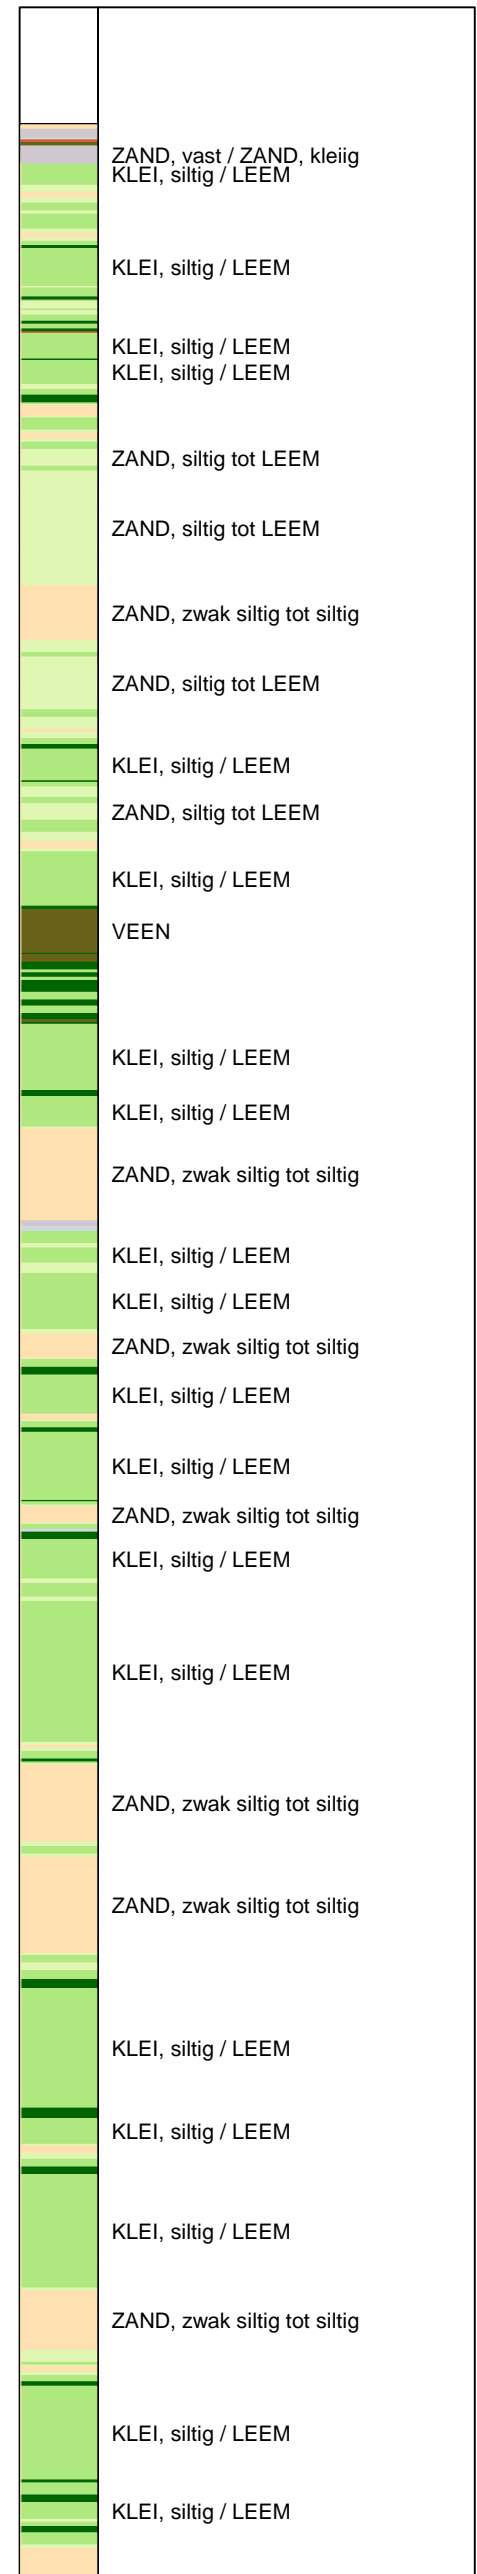 ZAND, vast / ZAND, kleiig
KLEI, siltig / LEEM
KLEI, siltig / LEEM
KLEI, siltig / LEEM
KLEI, siltig / LEEM
ZAND, siltig tot LEEM
ZAND, siltig tot LEEM
ZAND, zwak siltig tot siltig
ZAND, siltig tot LEEM
KLEI, siltig / LEEM
ZAND, siltig tot LEEM
KLEI, siltig / LEEM
VEEN
KLEI, siltig / LEEM
KLEI, siltig / LEEM
ZAND, zwak siltig tot siltig
KLEI, siltig / LEEM
KLEI, siltig / LEEM
ZAND, zwak siltig tot siltig
KLEI, siltig / LEEM
KLEI, siltig / LEEM
ZAND, zwak siltig tot siltig
KLEI, siltig / LEEM
KLEI, siltig / LEEM
ZAND, zwak siltig tot siltig
ZAND, zwak siltig tot siltig
KLEI, siltig / LEEM
KLEI, siltig / LEEM
KLEI, siltig / LEEM
ZAND, zwak siltig tot siltig
KLEI, siltig / LEEM
KLEI, siltig / LEEM